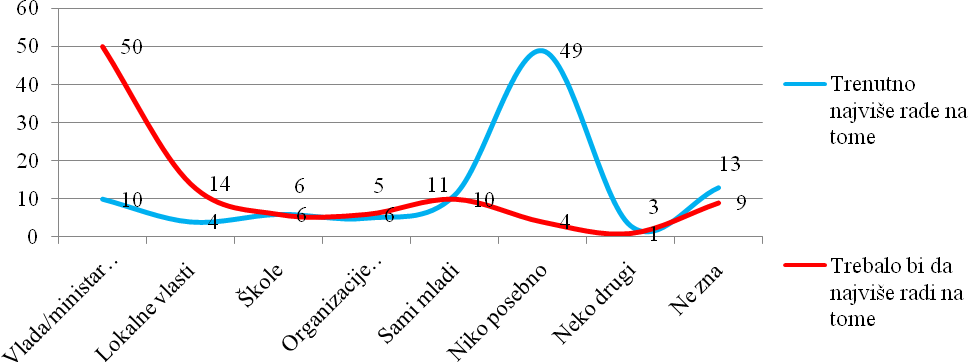 60
50
40
30
20
10
0
50
14
6
5
11
49
3
13
10
4
6
6
10
4
1
9
Vlada/ministar…
Lokalne vlasti
Škole
Organizacije…
Sami mladi
Niko posebno
Neko drugi
Ne zna
Trenutno
najviše rade na
tome
Trebalo bi da
najviše radi na
tome